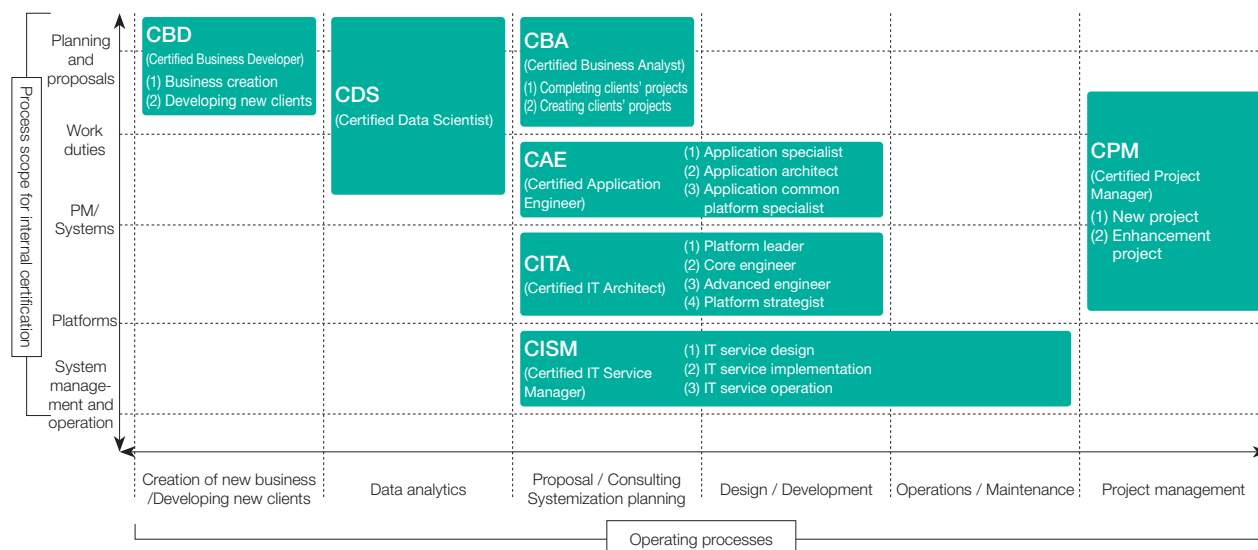 Process scope for internal certification
Planning and
proposals
Work
duties
PM/
Systems
Platforms
System
manage-
ment and
operation
CBD
(Certified Business Developer)
(1) Business creation
(2) Developing new clients
CDS
(Certified Data Scientist)
CBA
(Certified Business Analyst)
(1) Completing clients' projects
(2) Creating clients' projects
CAE
(Certified Application
Engineer)
(1) Application specialist
(2) Application architect
(3) Application common
platform specialist
CITA
(Certified IT Architect)
(1) Platform leader
(2) Core engineer
(3) Advanced engineer
(4) Platform strategist
CISM
(Certified IT Service
Manager)
(1) IT service design
(2) IT service implementation
(3) IT service operation
CPM
(Certified Project
Manager)
(1) New project
(2) Enhancement
project
Creation of new business
/Developing new clients
Data analytics
Proposal / Consulting
Systemization planning
Design / Development
Operations / Maintenance
Project management
Operating processes